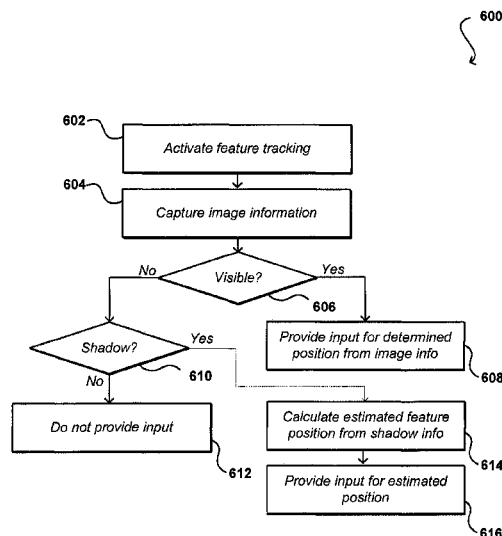 600
602
Activate feature tracking
604
Capture image information
No
Visible?
Yes
606
Provide input for determined
position from image info
608
Shadow?
Yes
No
610
Do not provide input
612
Calculate estimated feature
position from shadow info
614
Provide input for estimated
position
616